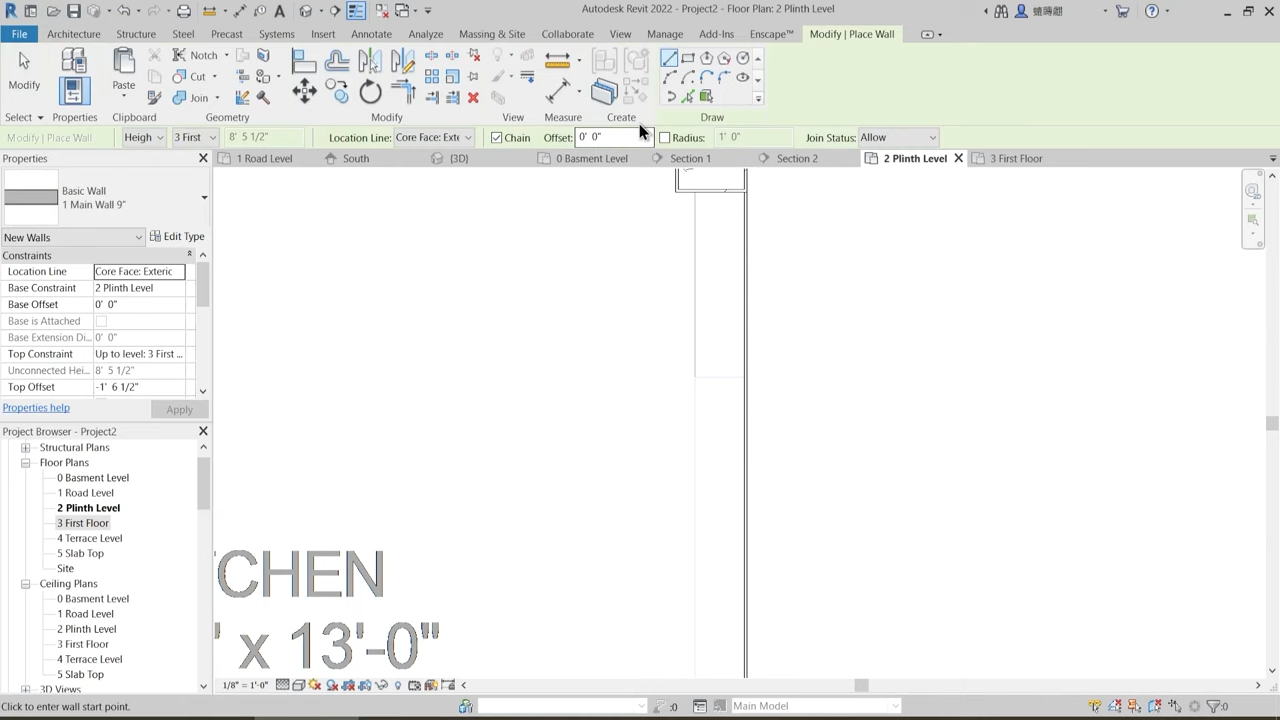 Autodesk Revit 2022 - Project2 - Floor Plan: 2 Plinth Level
File Architecture Structure Steel Precast Systems Insert Annotate Analyze Massing & Site Collaborate View Manage Add-Ins Enscape™ Modify | Place Wall
Modify Paste Notch Cut Join
Select Properties Clipboard Geometry Modify View Measure Create Draw
Modify | Place Wall Heigh 3 First 8' 5 1/2" Location Line: Core Face: Exte Chain Offset: 0' 0" Radius: 1' 0" Join Status: Allow
Properties
1 Road Level South {3D} 0 Basment Level Section 1 Section 2 2 Plinth Level 3 First Floor
Basic Wall
1 Main Wall 9"
New Walls Edit Type
Constraints
Location Line Core Face: Exteric
Base Constraint 2 Plinth Level
Base Offset 0' 0"
Base is Attached
Base Extension Di...  0' 0"
Top Constraint Up to level: 3 First ...
Unconnected Hei... 8' 5 1/2"
Top Offset -1' 6 1/2"
Properties help Apply
Project Browser - Project2
Structural Plans
Floor Plans
0 Basment Level
1 Road Level
2 Plinth Level
3 First Floor
4 Terrace Level
5 Slab Top
Site
Ceiling Plans
0 Basment Level
1 Road Level
2 Plinth Level
3 First Floor
4 Terrace Level
5 Slab Top
3D Views
CHEN
' x 13'-0"
1/8" = 1'-0"
Click to enter wall start point.
:0 Main Model :0